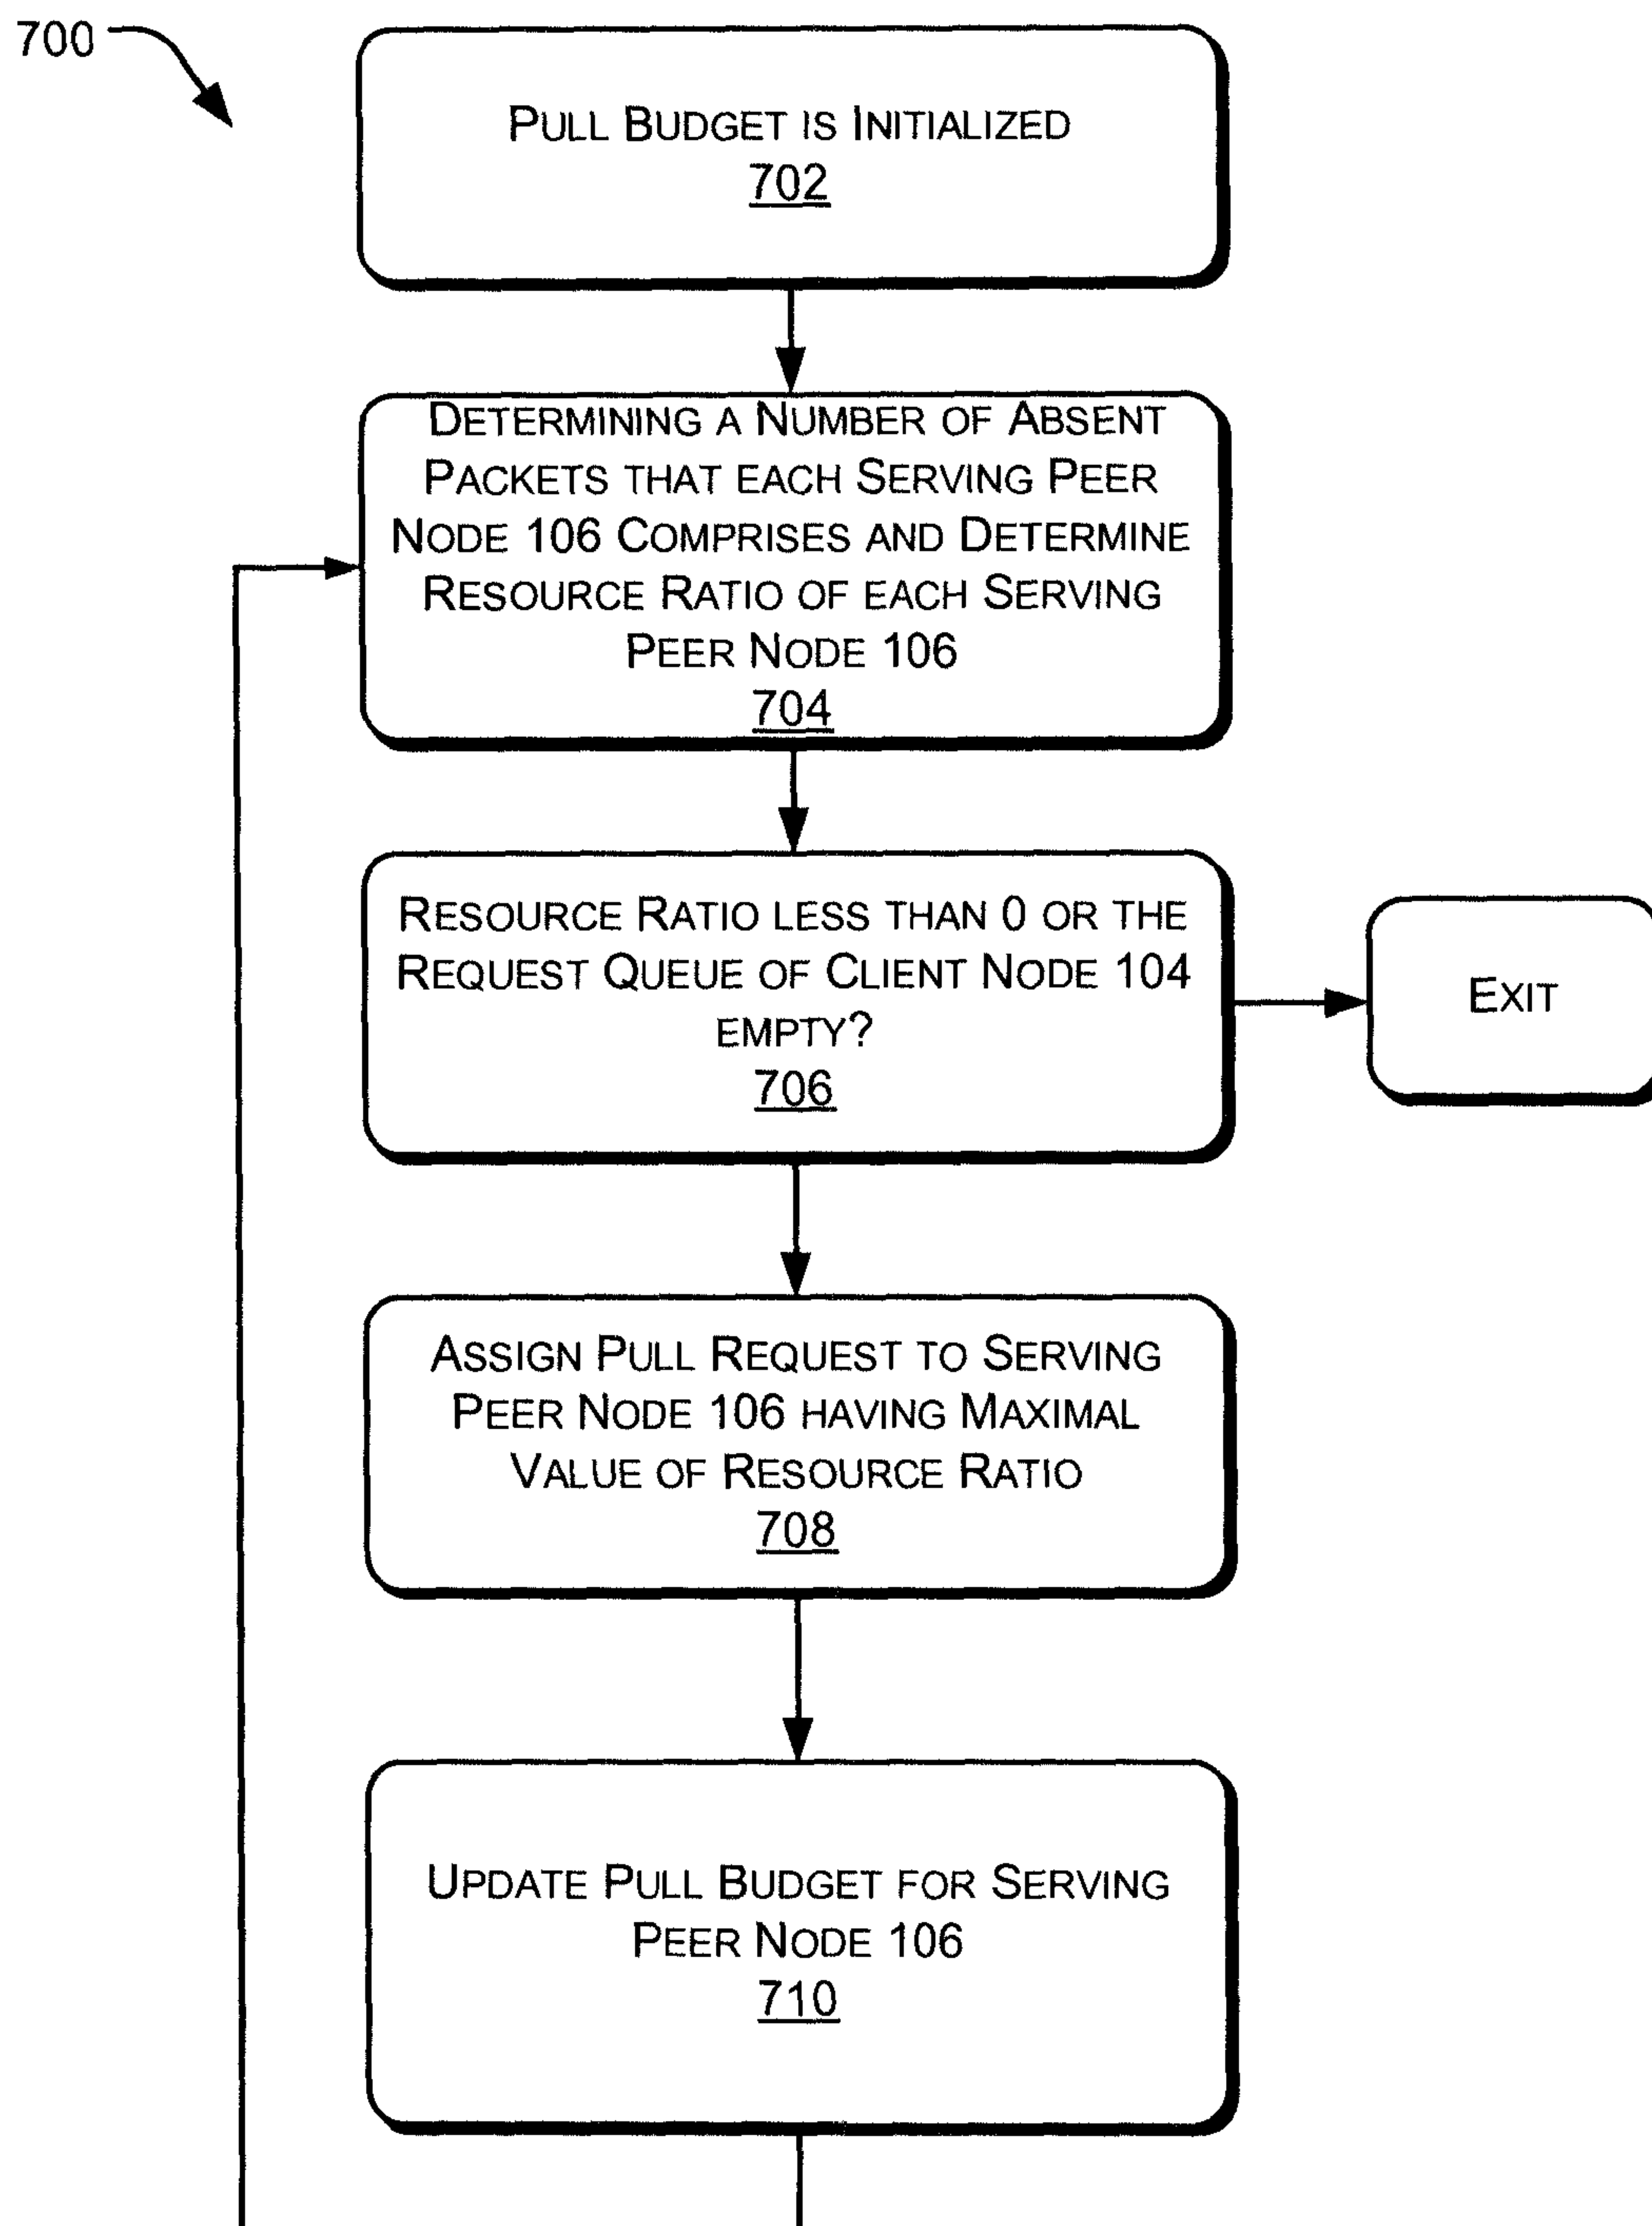 700
PULL BUDGET IS INITIALIZED
702
DETERMINING A NUMBER OF ABSENT
PACKETS THAT EACH SERVING PEER
NODE 106 COMPRISES AND DETERMINE
RESOURCE RATIO OF EACH SERVING
PEER NODE 106
704
RESOURCE RATIO LESS THAN 0 OR THE
REQUEST QUEUE OF CLIENT NODE 104
EMPTY?
706
EXIT
ASSIGN PULL REQUEST TO SERVING
PEER NODE 106 HAVING MAXIMAL
VALUE OF RESOURCE RATIO
708
UPDATE PULL BUDGET FOR SERVING
PEER NODE 106
710